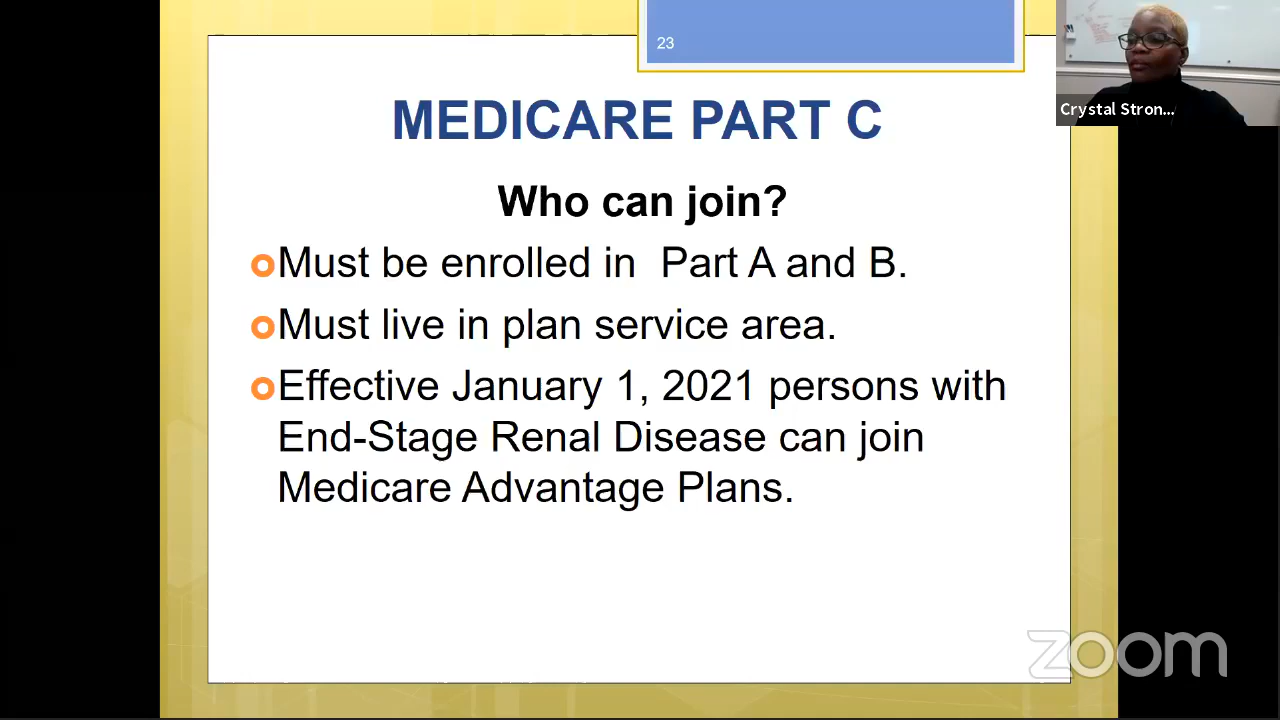 23
MEDICARE PART C
Who can join?
Must be enrolled in  Part A and B.
Must live in plan service area.
Effective January 1, 2021 persons with
End-Stage Renal Disease can join
Medicare Advantage Plans.
Crystal Stron...
zoom